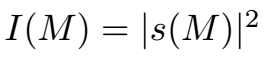 I(M) = |s(M)|²